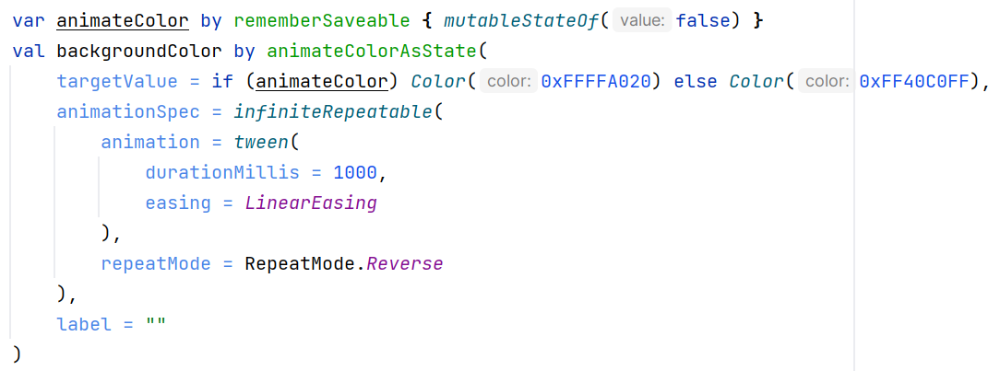 var animateColor by rememberSaveable { mutableStateOf( value: false) }
val backgroundColor by animateColorAsState(
    targetValue = if (animateColor) Color( color: 0xFFFFA020) else Color( color: 0xFF40C0FF),
    animationSpec = infiniteRepeatable(
        animation = tween(
            durationMillis = 1000,
            easing = LinearEasing
        ),
        repeatMode = RepeatMode.Reverse
    ),
    label = ""
)